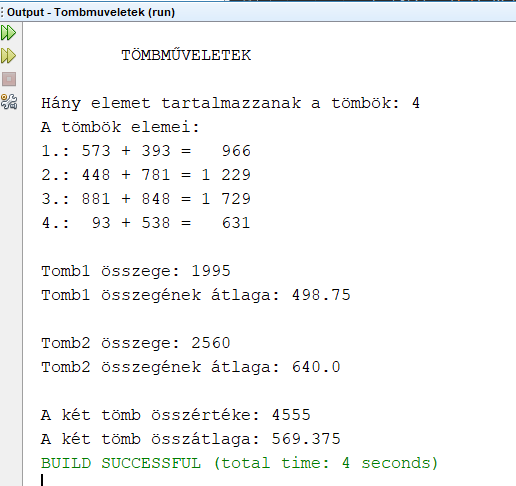 Output - Tombmuveletek (run)
TÖMBMŰVELETEK
Hány elemet tartalmazzanak a tömbök: 4
A tömbök elemei:
1.: 573 + 393 =   966
2.: 448 + 781 = 1 229
3.: 881 + 848 = 1 729
4.:  93 + 538 =   631
Tomb1 összege: 1995
Tomb1 összegének átlaga: 498.75
Tomb2 összege: 2560
Tomb2 összegének átlaga: 640.0
A két tömb összértéke: 4555
A két tömb összátlaga: 569.375
BUILD SUCCESSFUL (total time: 4 seconds)